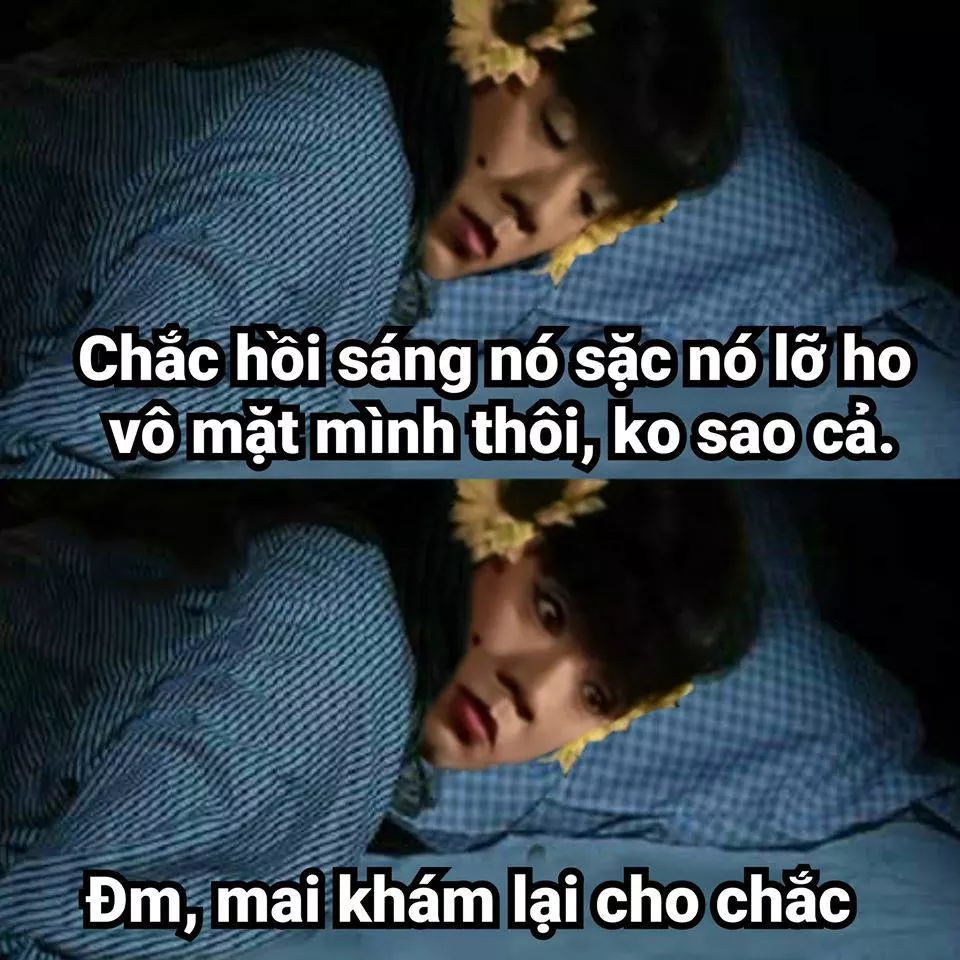 Chắc hồi sáng nó sặc nó lỡ ho
vô mặt mình thôi, ko sao cả.
Đm, mai khám lại cho chắc